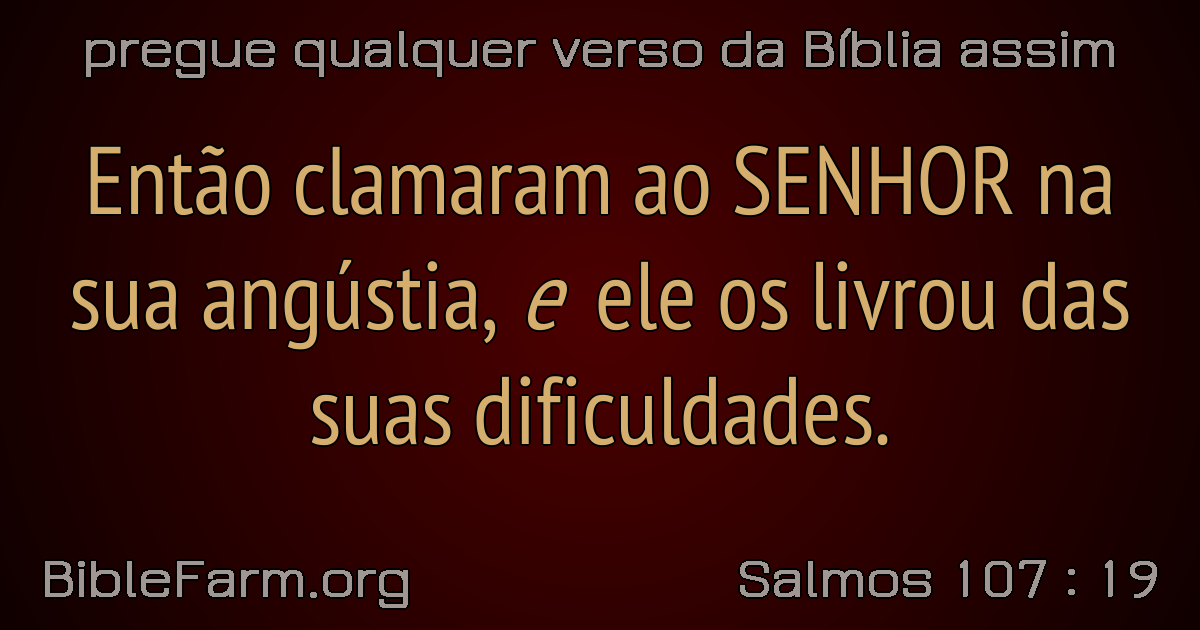 pregue qualquer verso da Bíblia assim
Então clamaram ao SENHOR na
sua angústia, e ele os livrou das
suas dificuldades.
BibleFarm.org
Salmos 107 : 19